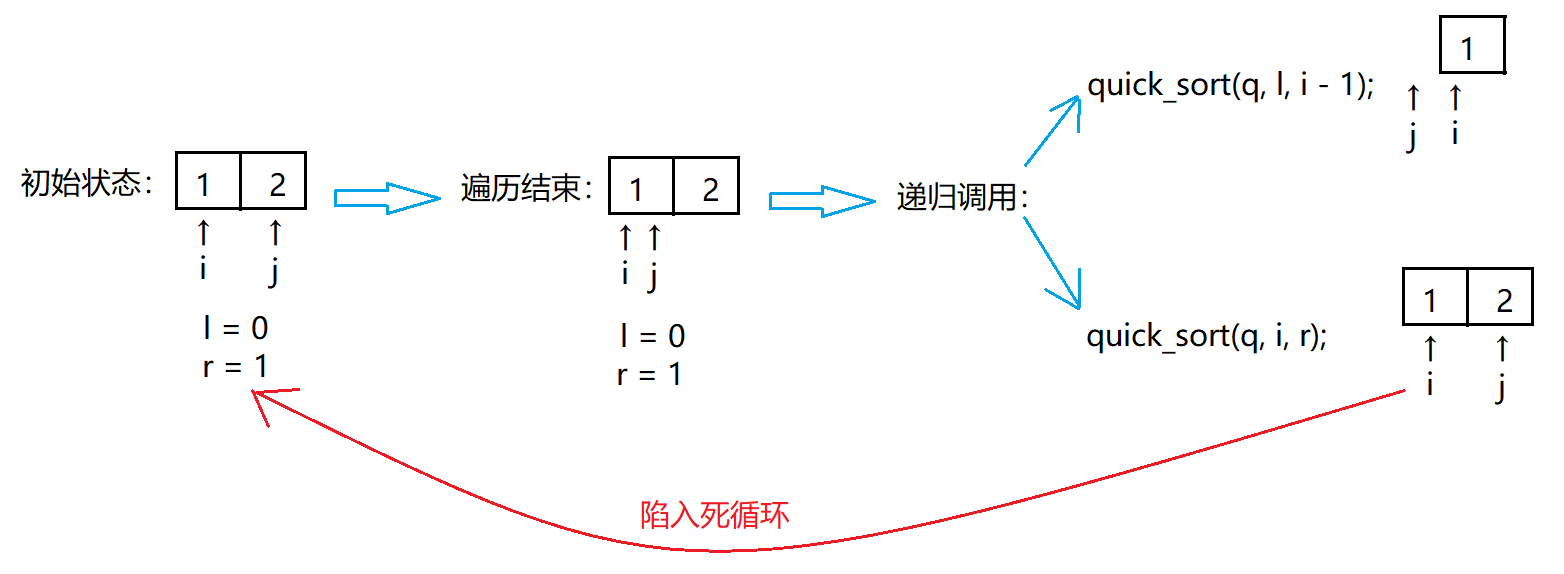 初始状态：
1 2
↑ ↑
i j
l = 0
r = 1
遍历结束：
1 2
↑ ↑
i j
l = 0
r = 1
递归调用：
quick_sort(q, l, i - 1);
1
↑ ↑
j i
quick_sort(q, i, r);
1 2
↑ ↑
i j
陷入死循环